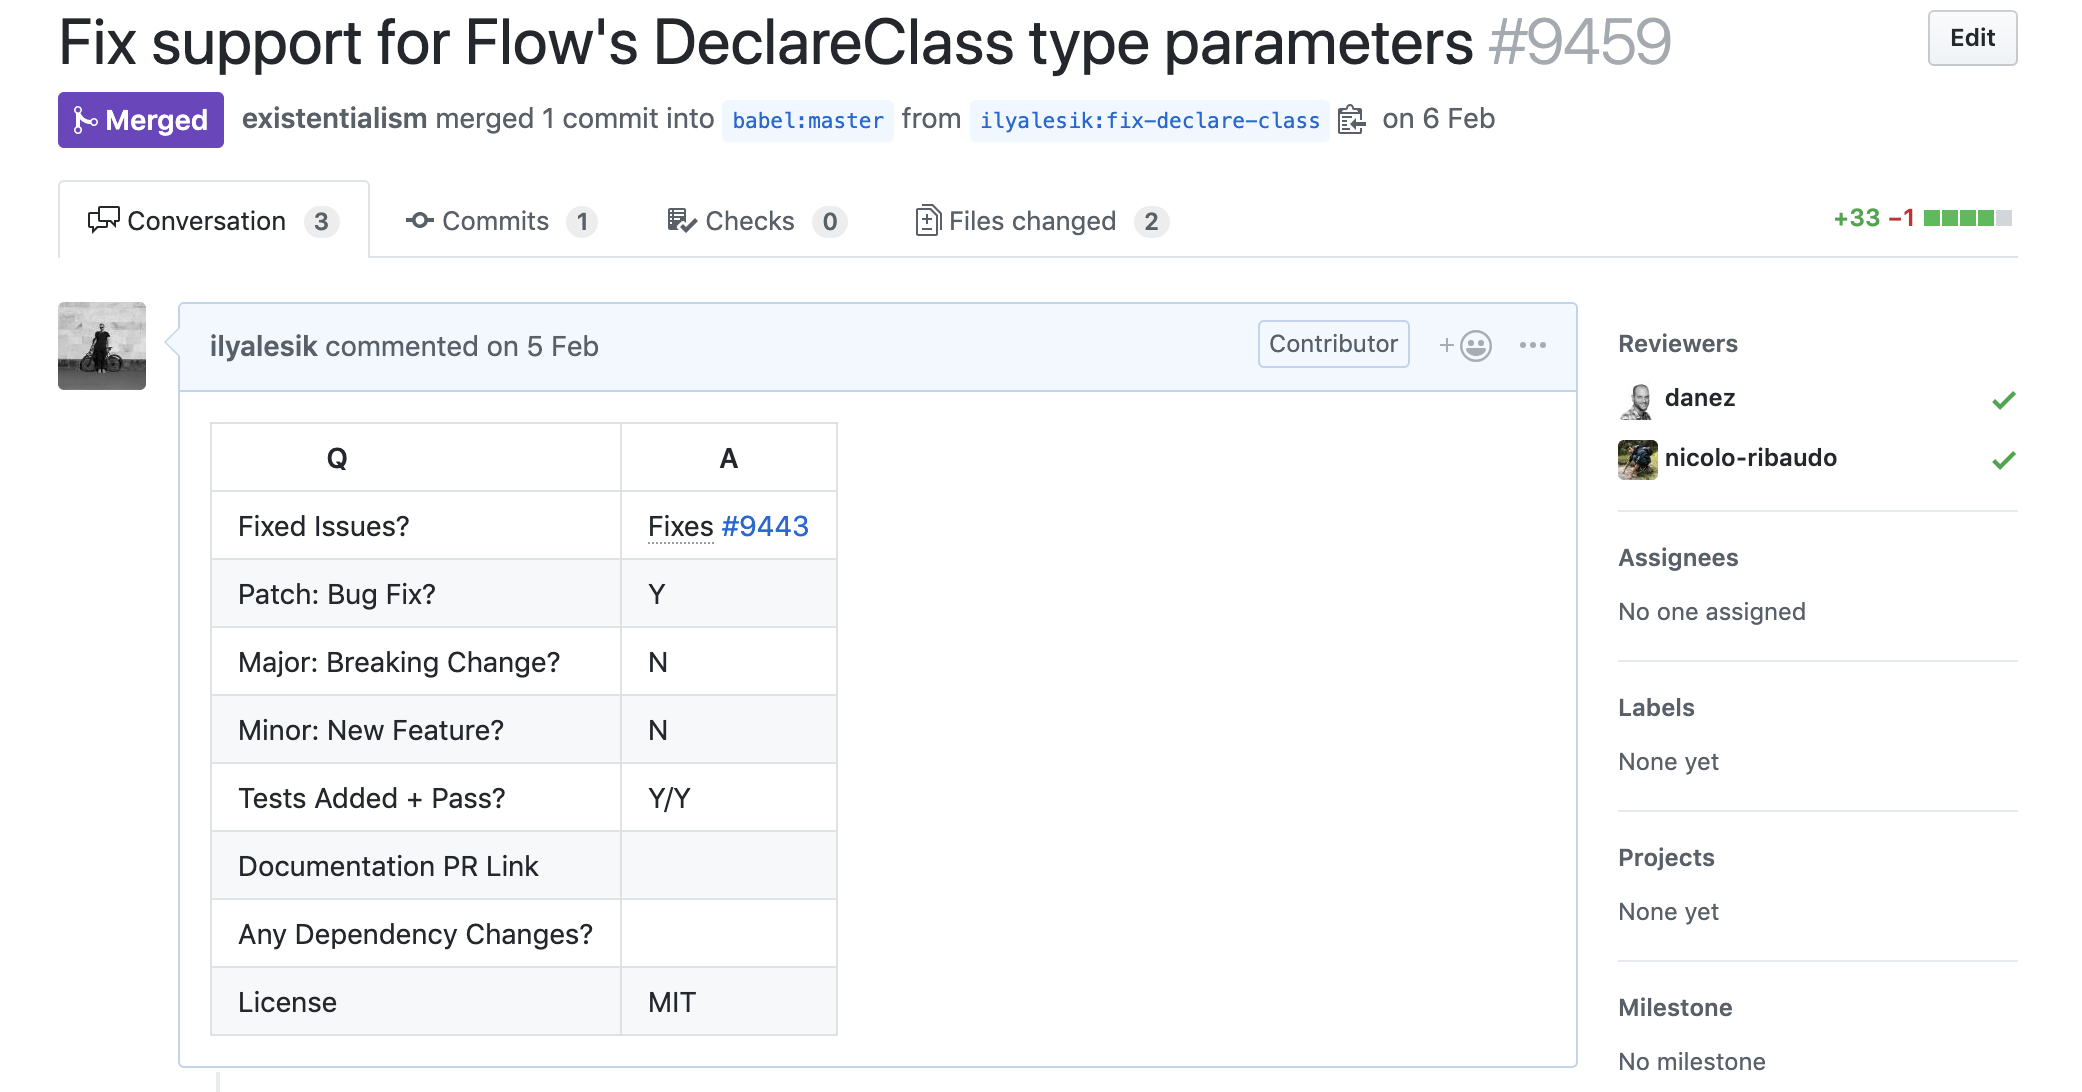 Fix support for Flow's DeclareClass type parameters #9459
Edit
Merged
existentialism merged 1 commit into babel:master from ilyalesik:fix-declare-class on 6 Feb
Conversation 3
Commits 1
Checks 0
Files changed 2
+33 −1
ilyalesik commented on 5 Feb
Contributor
Q A
Fixed Issues? Fixes #9443
Patch: Bug Fix? Y
Major: Breaking Change? N
Minor: New Feature? N
Tests Added + Pass? Y/Y
Documentation PR Link
Any Dependency Changes?
License MIT
Reviewers
danez
nicolo-ribaudo
Assignees
No one assigned
Labels
None yet
Projects
None yet
Milestone
No milestone